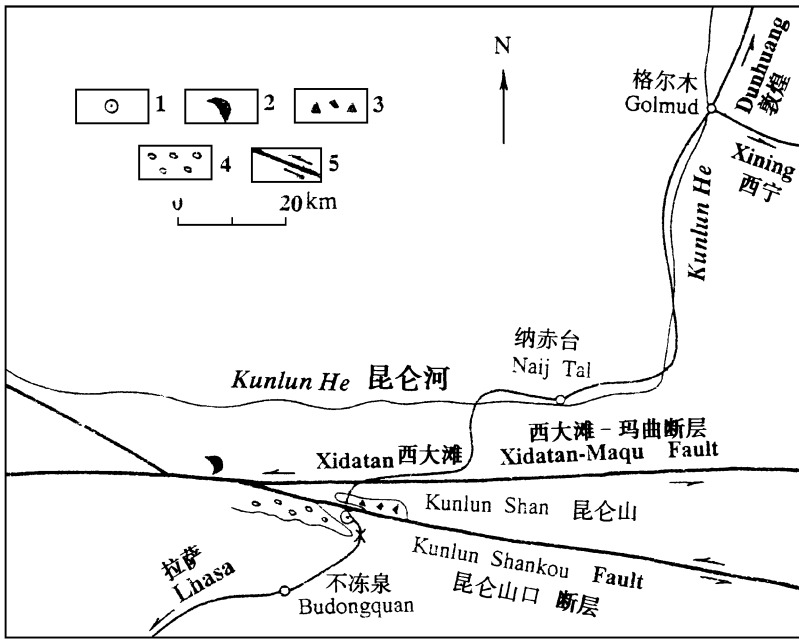 N
格尔木
Golmud
Dunhuang
敦煌
Xining
西宁
1
2
3
4
5
0 20 km
Kunlun He
纳赤台
Naij Tal
Kunlun He 昆仑河
西大滩-玛曲断层
Xidatan 西大滩
Xidatan-Maqu Fault
Kunlun Shan 昆仑山
Kunlun Shankou Fault
昆仑山口 断层
拉萨
Lhasa
不冻泉
Budongquan